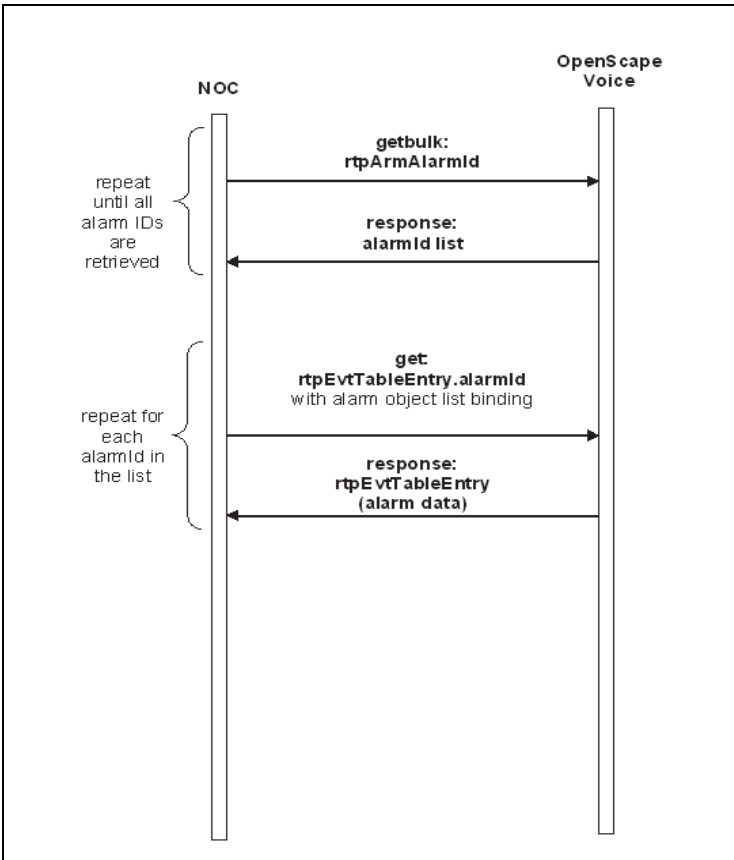 OpenScape
Voice
NOC
getbulk:
rtpArmAlarmId
repeat
until all
alarm IDs
are
retrieved
response:
alarmId list
get:
rtpEvtTableEntry.alarmId
with alarm object list binding
repeat for
each
alarmId in
the list
response:
rtpEvtTableEntry
(alarm data)